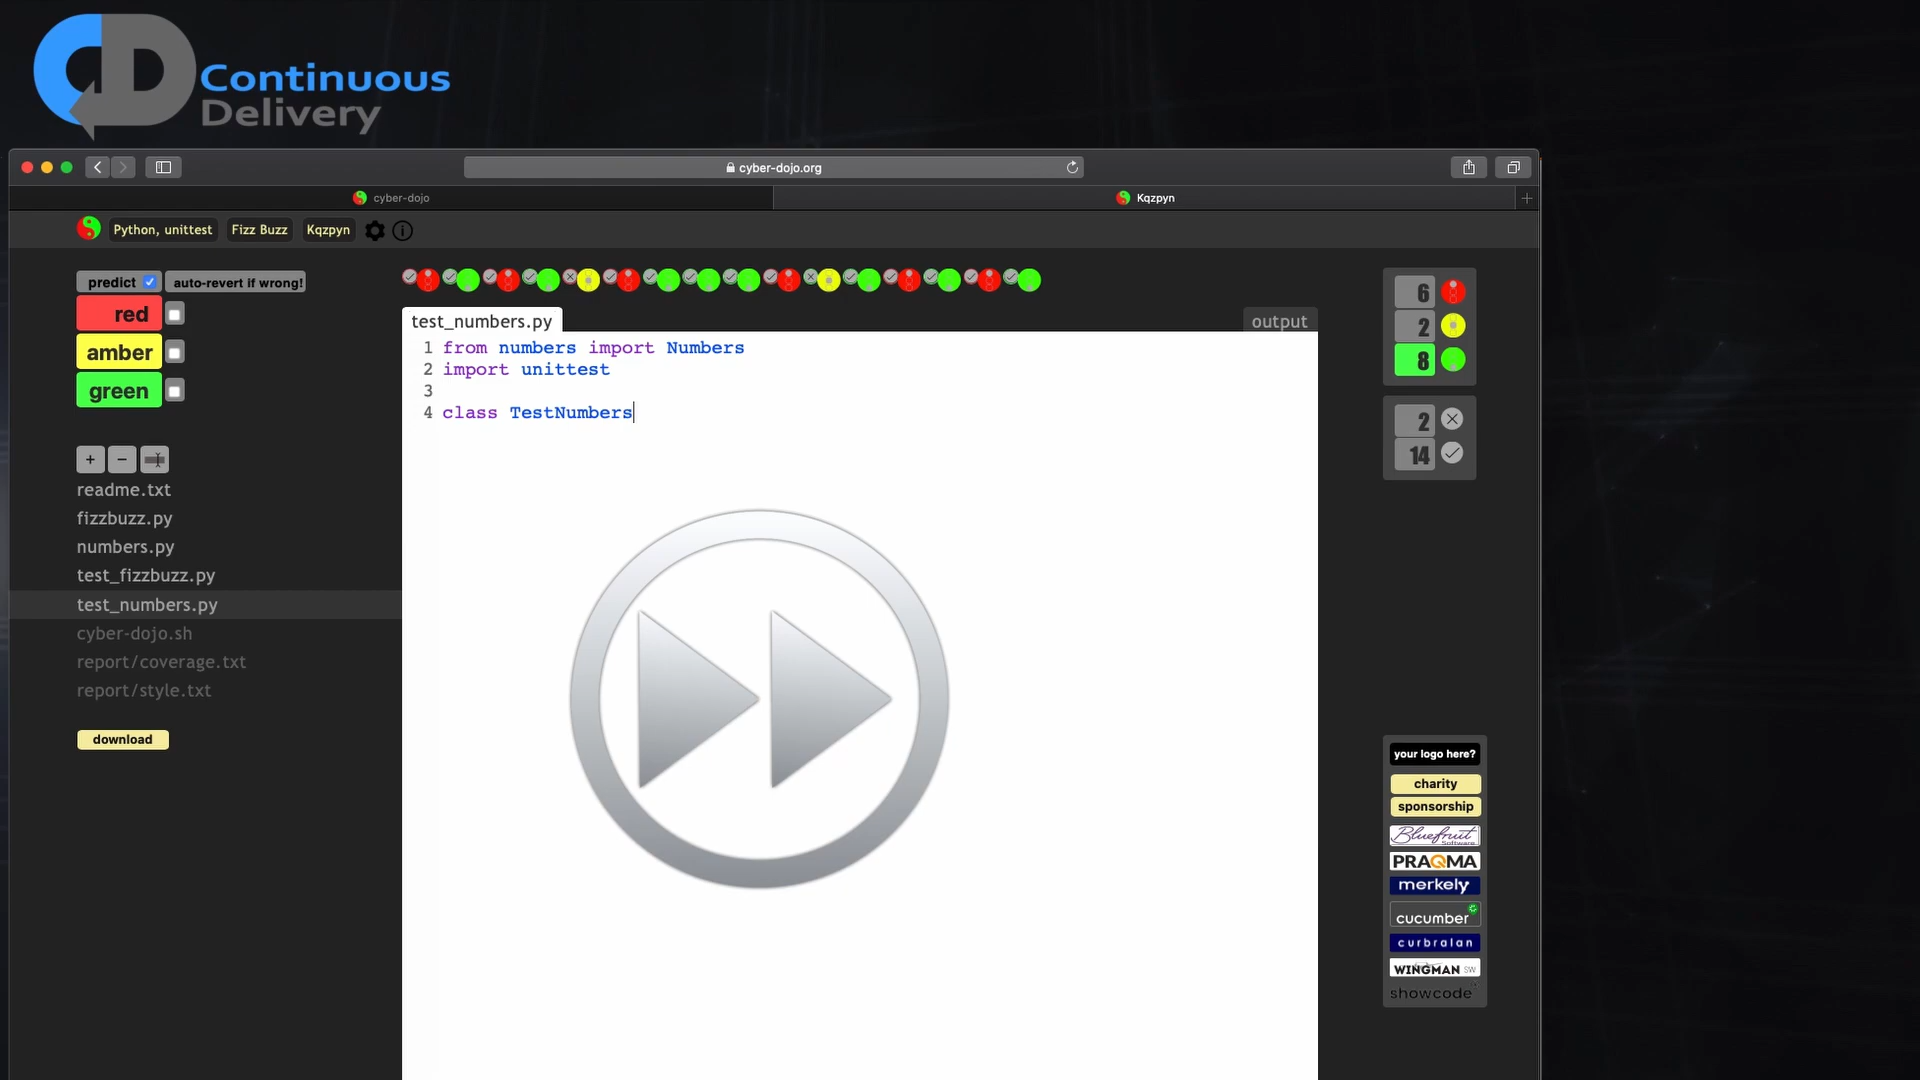 Continuous
Delivery
cyber-dojo.org
cyber-dojo
Kqzpyn
Python, unittest
Fizz Buzz
Kqzpyn
predict
auto-revert if wrong!
red
amber
green
test_numbers.py
output
1 from numbers import Numbers
2 import unittest
3
4 class TestNumbers
6
2
8
2
14
+
−
readme.txt
fizzbuzz.py
numbers.py
test_fizzbuzz.py
test_numbers.py
cyber-dojo.sh
report/coverage.txt
report/style.txt
download
your logo here?
charity
sponsorship
Bluefruit
Software
PRAQMA
merkely
cucumber
curbralan
WINGMAN SW
showcode